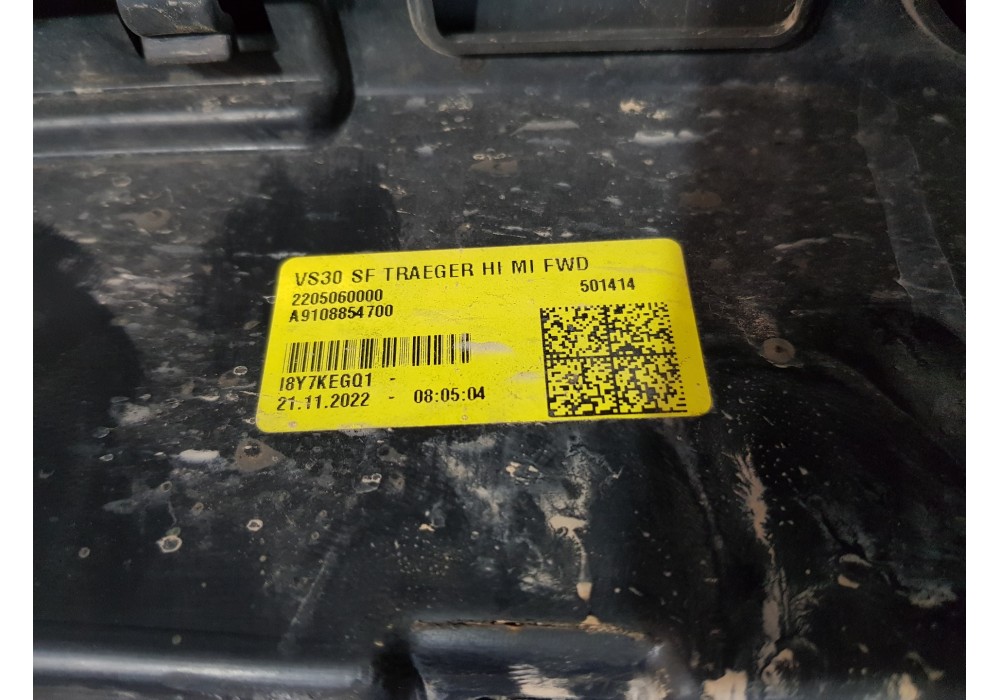 VS30 SF TRAEGER HI MI FWD
2205060000 501414
A9108854700
I8Y7KEGQ1 -
21.11.2022 - 08:05:04